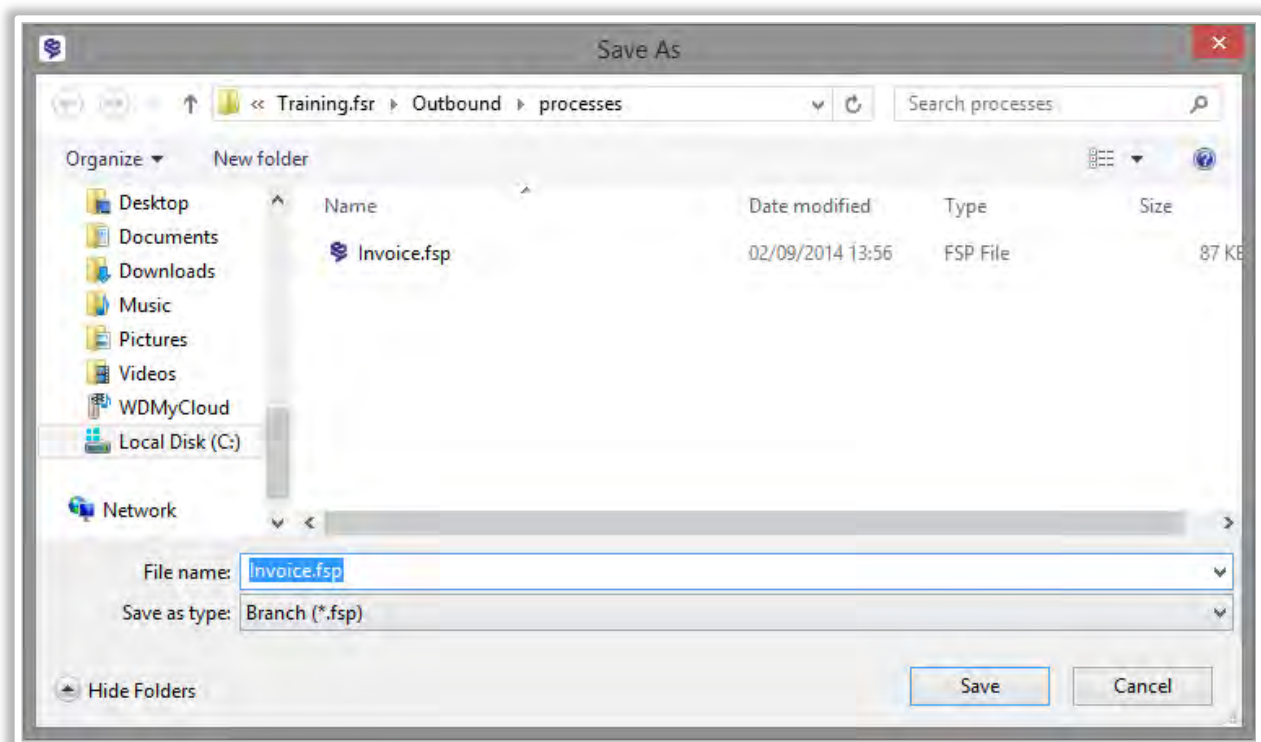 Save As
« Training.fsr ▸ Outbound ▸ processes
Search processes
Organize ▾ New folder
Name Date modified Type Size
Invoice.fsp 02/09/2014 13:56 FSP File 87 KB
Desktop
Documents
Downloads
Music
Pictures
Videos
WDMyCloud
Local Disk (C:)
Network
File name: Invoice.fsp
Save as type: Branch (*.fsp)
Hide Folders Save Cancel